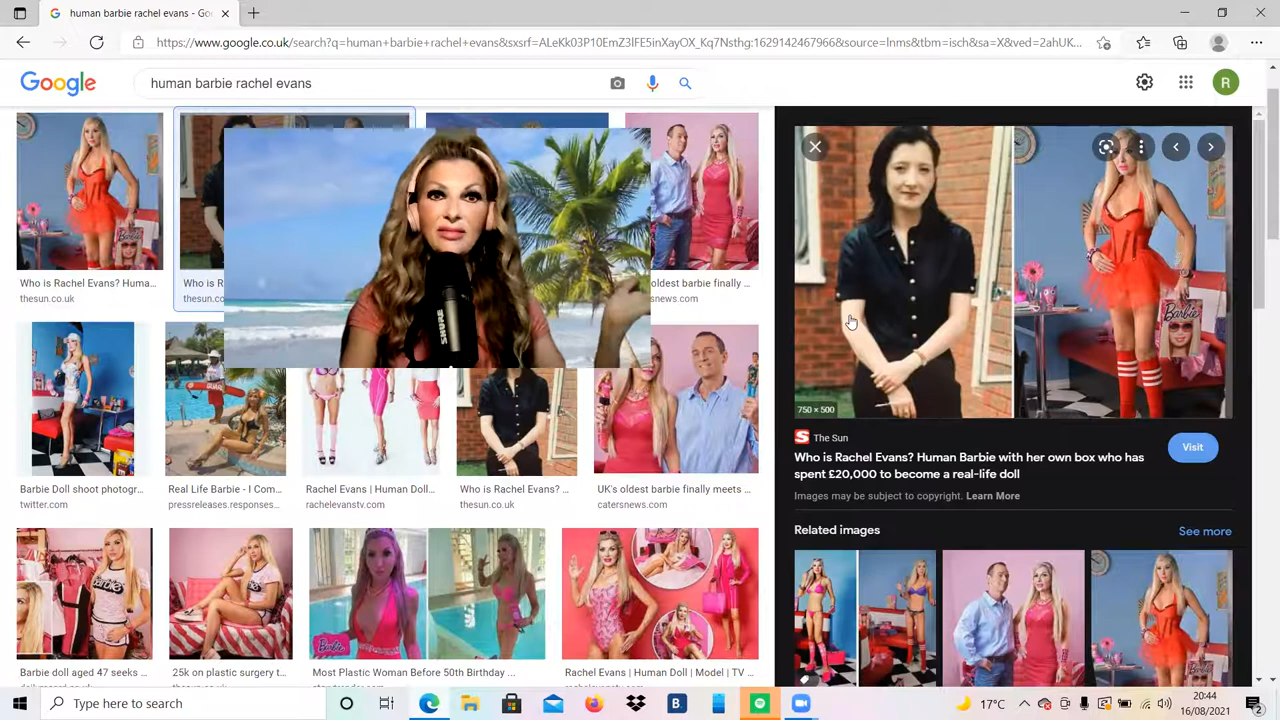 human barbie rachel evans - Go
https://www.google.co.uk/search?q=human+barbie+rachel+evans&sxsrf=ALeKk03P10EmZ3lFE5inXayOX_Kq7Nsthg:1629142467966&source=lnms&tbm=isch&sa=X&ved=2ahUK...
Google
human barbie rachel evans
R
Barbie
Barbie
SHURE
750 × 500
Who is Rachel Evans? Huma...
thesun.co.uk
Who is R
thesun.co
oldest barbie finally ...
snews.com
The Sun
Visit
Who is Rachel Evans? Human Barbie with her own box who has
spent £20,000 to become a real-life doll
Images may be subject to copyright. Learn More
GUARD
Barbie Doll shoot photogr...
twitter.com
Real Life Barbie - I Com...
pressreleases.responses...
Rachel Evans | Human Doll...
rachelevanstv.com
Who is Rachel Evans? ...
thesun.co.uk
UK's oldest barbie finally meets ...
catersnews.com
Related images
See more
Barbie
Barbie
Barbie doll aged 47 seeks ...
25k on plastic surgery t...
Most Plastic Woman Before 50th Birthday ...
Rachel Evans | Human Doll | Model | TV ...
Type here to search
B
17°C
20:44
16/08/2021
2